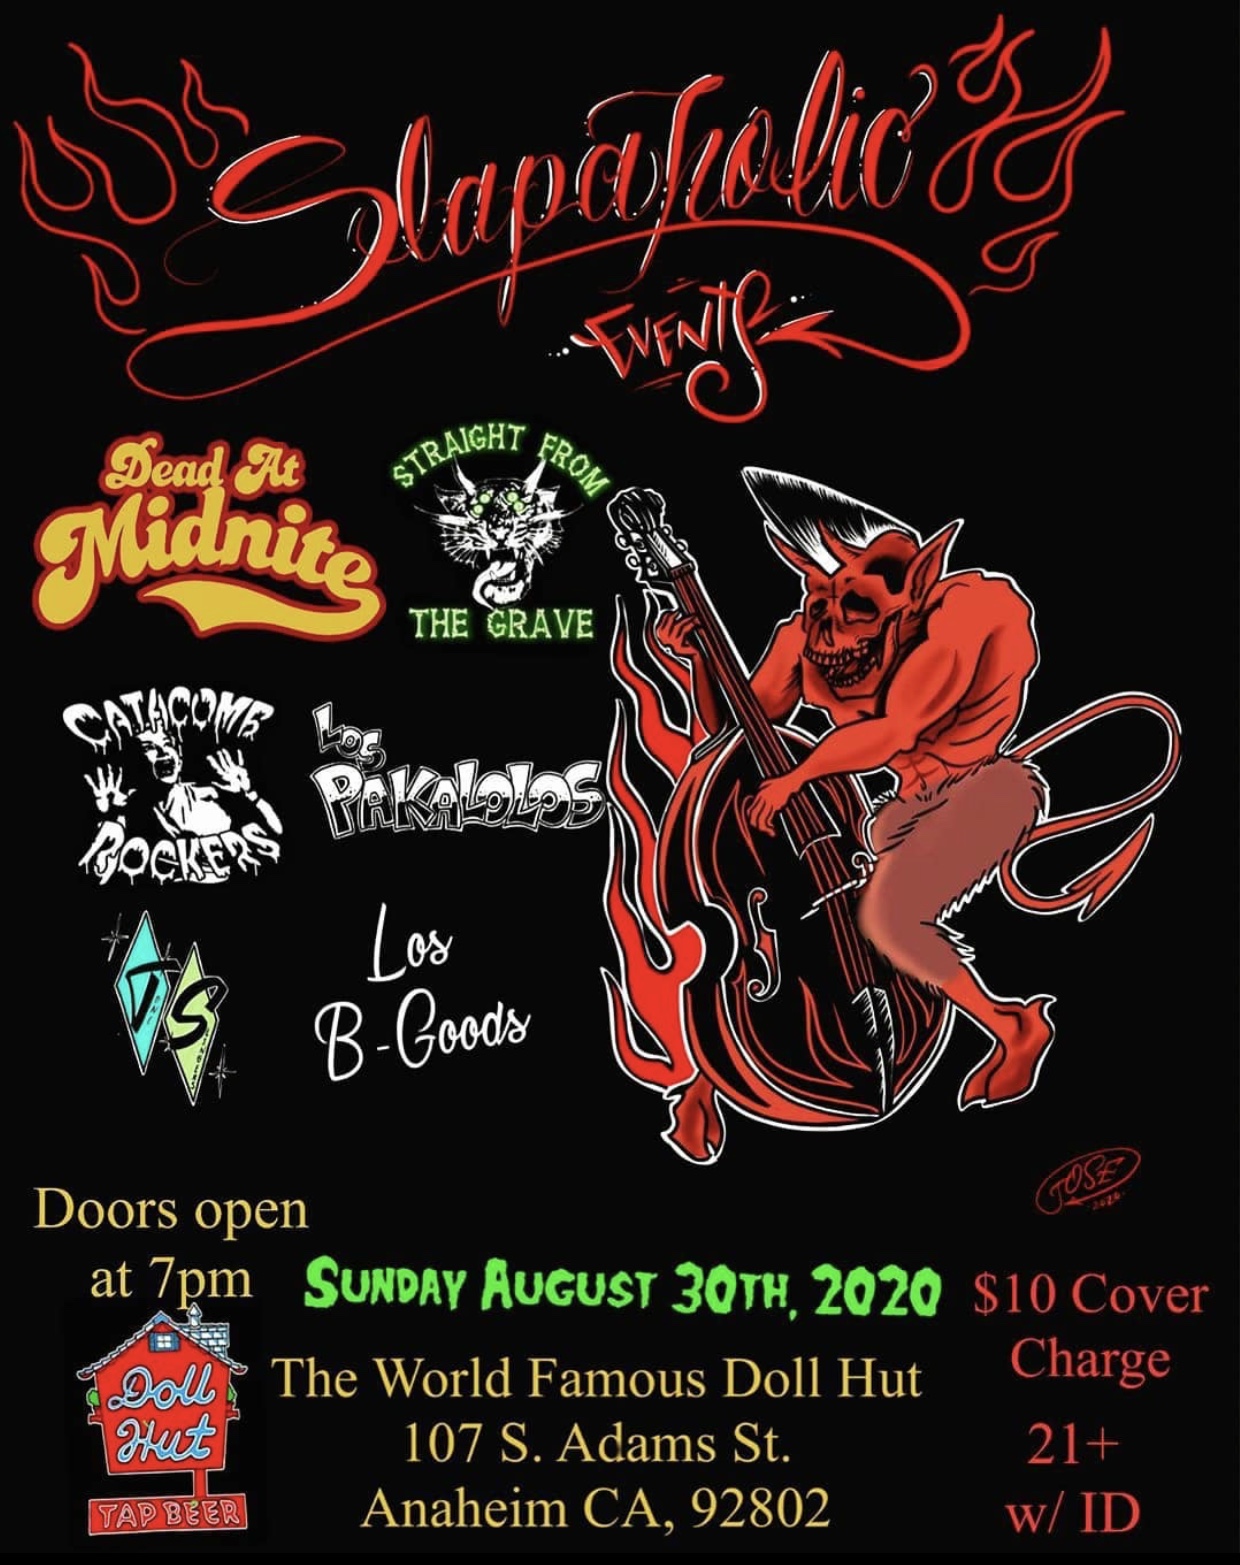 Slapaholic
EVENTS
Dead At
Midnite
STRAIGHT FROM
THE GRAVE
CATACOMB
ROCKERS
Los
PAKALOLOS
T
AND
S
Los
B-Goods
JOSE
2020
Doors open
at 7pm
SUNDAY AUGUST 30TH, 2020
$10 Cover
Charge
21+
w/ ID
Doll
Hut
TAP BEER
The World Famous Doll Hut
107 S. Adams St.
Anaheim CA, 92802